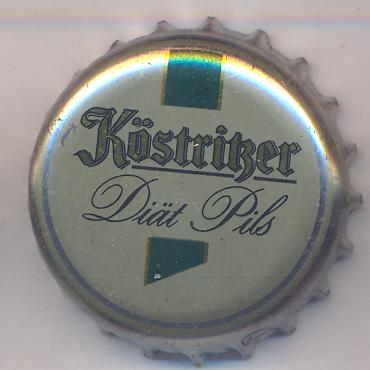 Köstritzer
Diät Pils